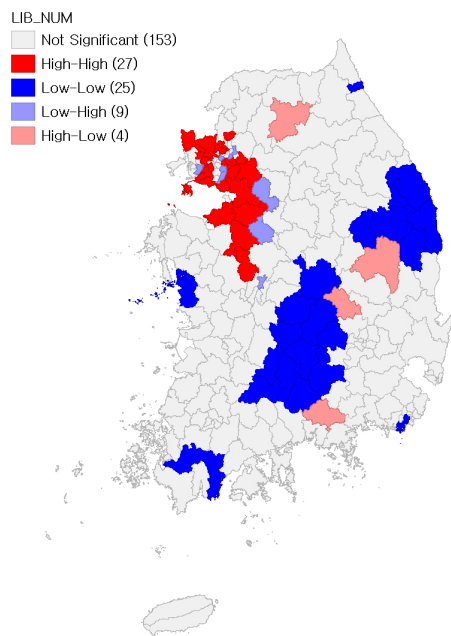 LIB_NUM
Not Significant (153)
High-High (27)
Low-Low (25)
Low-High (9)
High-Low (4)